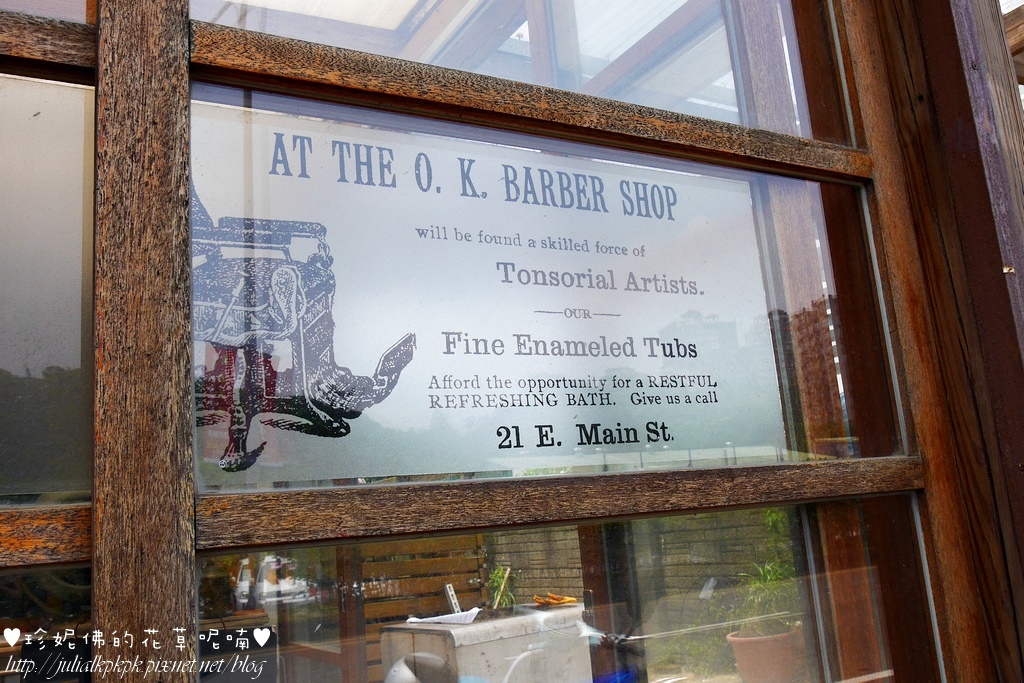 AT THE O. K. BARBER SHOP
will be found a skilled force of
Tonsorial Artists.
OUR
Fine Enameled Tubs
Afford the opportunity for a RESTFUL
REFRESHING BATH. Give us a call
21 E. Main St.
♥珍妮佛的花草呢喃♥
http://julialkpkpk.pixnet.net/blog